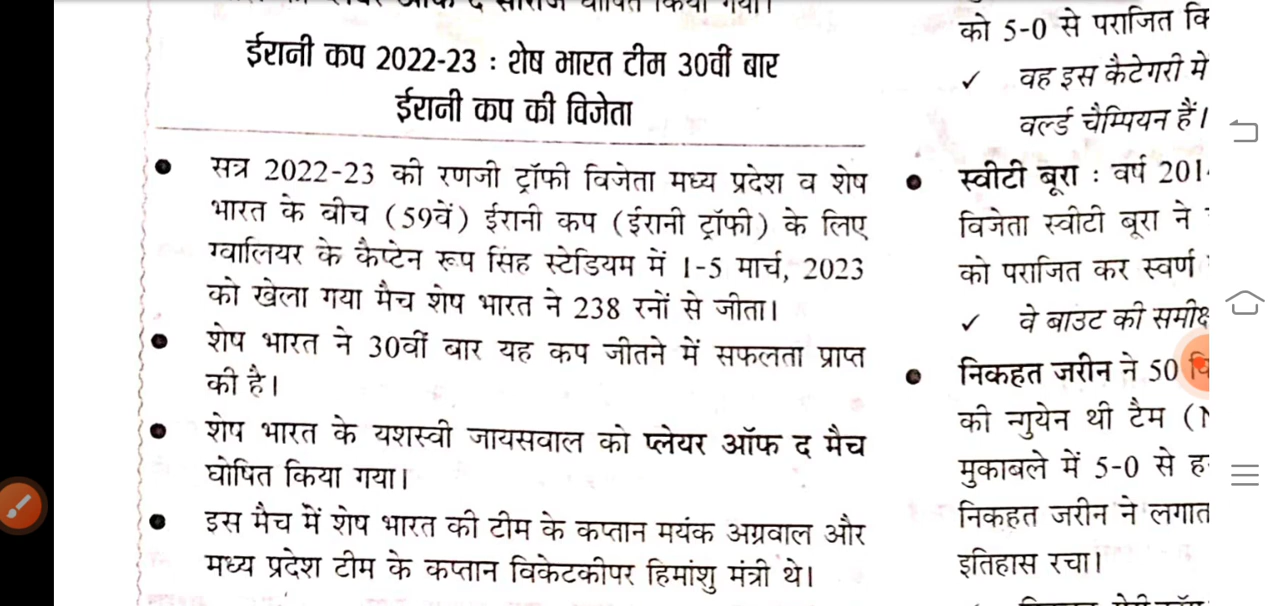 ईरानी कप 2022-23 : शेष भारत टीम 30वीं बार
ईरानी कप की विजेता
• सत्र 2022-23 की रणजी ट्रॉफी विजेता मध्य प्रदेश व शेष
भारत के बीच (59वें) ईरानी कप (ईरानी ट्रॉफी) के लिए
ग्वालियर के कैप्टेन रूप सिंह स्टेडियम में 1-5 मार्च, 2023
को खेला गया मैच शेष भारत ने 238 रनों से जीता।
• शेष भारत ने 30वीं बार यह कप जीतने में सफलता प्राप्त
की है।
• शेष भारत के यशस्वी जायसवाल को प्लेयर ऑफ द मैच
घोषित किया गया।
• इस मैच में शेष भारत की टीम के कप्तान मयंक अग्रवाल और
मध्य प्रदेश टीम के कप्तान विकेटकीपर हिमांशु मंत्री थे।
को 5-0 से पराजित
✓ वह इस कैटेगरी में
वर्ल्ड चैम्पियन हैं।
• स्वीटी बूरा : वर्ष 201
विजेता स्वीटी बूरा ने
को पराजित कर स्वर्ण
✓ वे बाउट की
• निकहत जरीन ने 50
की न्गुयेन थी टैम (
मुकाबले में 5-0 से
निकहत जरीन ने
इतिहास रचा।